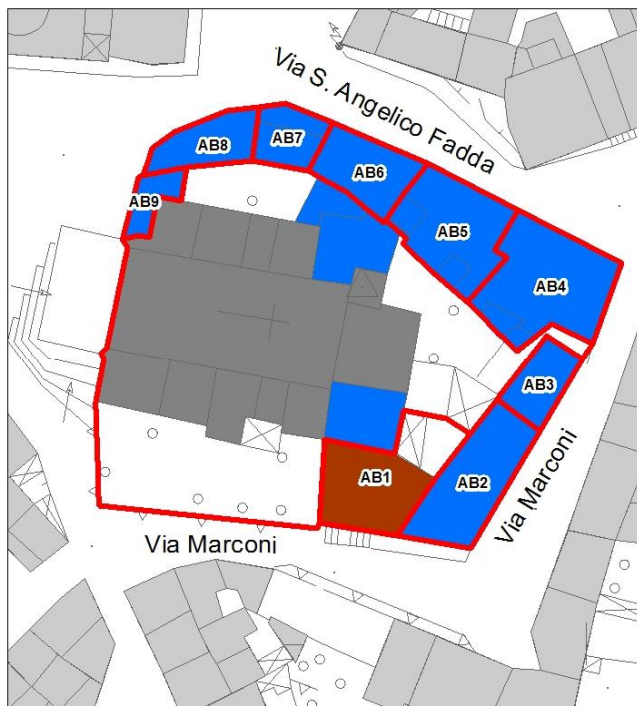 Via S. Angelico Fadda
AB7
AB8
AB6
AB9
AB5
AB4
AB3
AB1
AB2
Via Marconi
Via Marconi